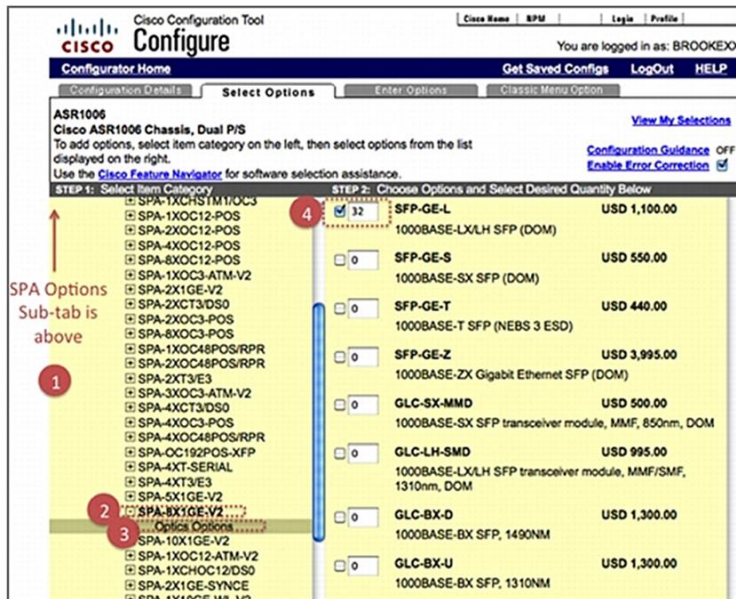 Cisco Configuration Tool
Cisco Home | NPM | | Login | Profile |
CISCO Configure
You are logged in as: BROOKEXX
Configurator Home Get Saved Configs LogOut HELP
Configuration Details Select Options Enter Options Classic Menu Option
ASR1006
Cisco ASR1006 Chassis, Dual P/S
To add options, select item category on the left, then select options from the list
displayed on the right.
Use the Cisco Feature Navigator for software selection assistance.
View My Selections
Configuration Guidance OFF
Enable Error Correction
STEP 1: Select Item Category
SPA-1XCHSTM1/OC3
SPA-1XOC12-POS
SPA-2XOC12-POS
SPA-4XOC12-POS
SPA-8XOC12-POS
SPA-1XOC3-ATM-V2
SPA-2X1GE-V2
SPA-2XCT3/DS0
SPA-2XOC3-POS
SPA-8XOC3-POS
SPA-1XOC48POS/RPR
SPA-2XOC48POS/RPR
SPA-2XT3/E3
SPA-3XOC3-ATM-V2
SPA-4XCT3/DS0
SPA-4XOC3-POS
SPA-4XOC48POS/RPR
SPA-OC192POS-XFP
SPA-4XT-SERIAL
SPA-4XT3/E3
SPA-5X1GE-V2
SPA-8X1GE-V2
Optics Options
SPA-10X1GE-V2
SPA-1XOC12-ATM-V2
SPA-1XCHOC12/DS0
SPA-2X1GE-SYNCE
SPA Options
Sub-tab is
above
1
2
3
STEP 2: Choose Options and Select Desired Quantity Below
4
32 SFP-GE-L USD 1,100.00
1000BASE-LX/LH SFP (DOM)
0 SFP-GE-S USD 550.00
1000BASE-SX SFP (DOM)
0 SFP-GE-T USD 440.00
1000BASE-T SFP (NEBS 3 ESD)
0 SFP-GE-Z USD 3,995.00
1000BASE-ZX Gigabit Ethernet SFP (DOM)
0 GLC-SX-MMD USD 500.00
1000BASE-SX SFP transceiver module, MMF, 850nm, DOM
0 GLC-LH-SMD USD 995.00
1000BASE-LX/LH SFP transceiver module, MMF/SMF,
1310nm, DOM
0 GLC-BX-D USD 1,300.00
1000BASE-BX SFP, 1490NM
0 GLC-BX-U USD 1,300.00
1000BASE-BX SFP, 1310NM